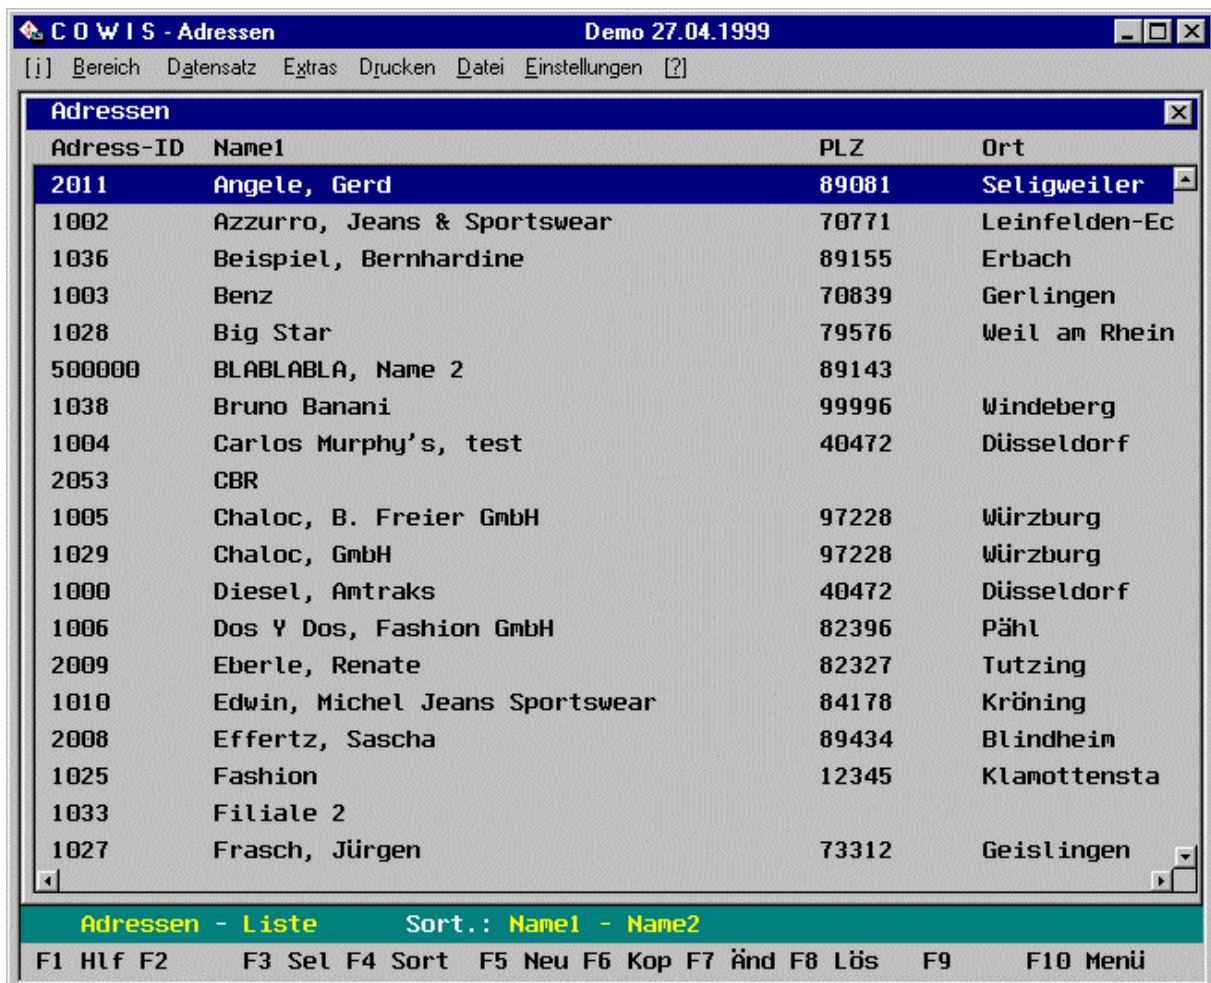 C O W I S - Adressen Demo 27.04.1999
[i] Bereich Datensatz Extras Drucken Datei Einstellungen [?]
Adressen
Adress-ID Name1 PLZ Ort
2011 Angele, Gerd 89081 Seligweiler
1002 Azzurro, Jeans & Sportswear 70771 Leinfelden-Ec
1036 Beispiel, Bernhardine 89155 Erbach
1003 Benz 70839 Gerlingen
1028 Big Star 79576 Weil am Rhein
500000 BLABLABLA, Name 2 89143
1038 Bruno Banani 99996 Windeberg
1004 Carlos Murphy's, test 40472 Düsseldorf
2053 CBR
1005 Chaloc, B. Freier GmbH 97228 Würzburg
1029 Chaloc, GmbH 97228 Würzburg
1000 Diesel, Amtraks 40472 Düsseldorf
1006 Dos Y Dos, Fashion GmbH 82396 Pähl
2009 Eberle, Renate 82327 Tutzing
1010 Edwin, Michel Jeans Sportswear 84178 Kröning
2008 Effertz, Sascha 89434 Blindheim
1025 Fashion 12345 Klamottensta
1033 Filiale 2
1027 Frasch, Jürgen 73312 Geislingen
Adressen - Liste Sort.: Name1 - Name2
F1 Hlf F2 F3 Sel F4 Sort F5 Neu F6 Kop F7 Änd F8 Lös F9 F10 Menü